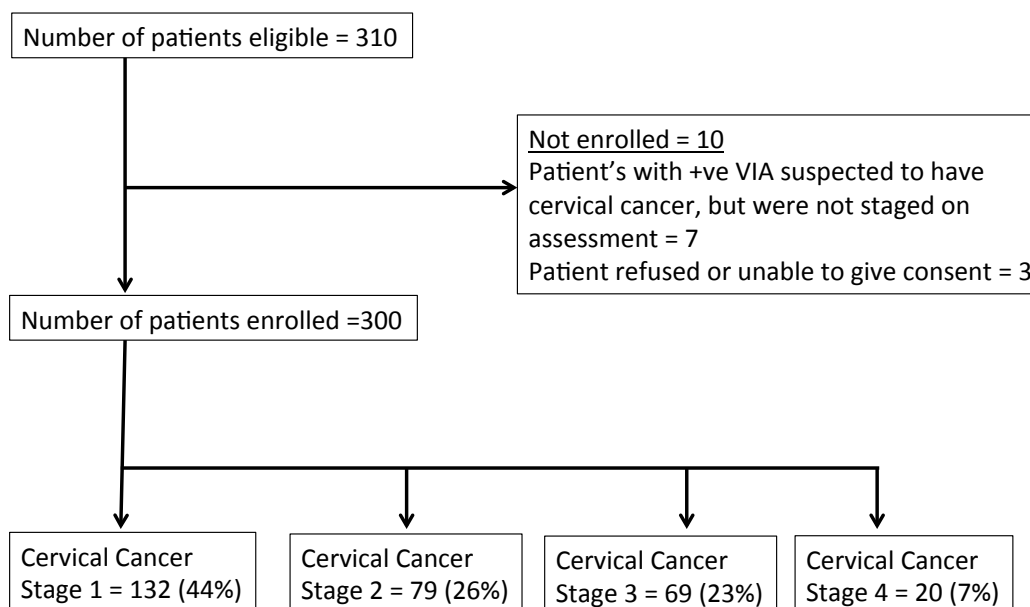 Number of patients eligible = 310
Not enrolled = 10
Patient's with +ve VIA suspected to have
cervical cancer, but were not staged on
assessment = 7
Patient refused or unable to give consent = 3
Number of patients enrolled =300
Cervical Cancer
Stage 1 = 132 (44%)
Cervical Cancer
Stage 2 = 79 (26%)
Cervical Cancer
Stage 3 = 69 (23%)
Cervical Cancer
Stage 4 = 20 (7%)